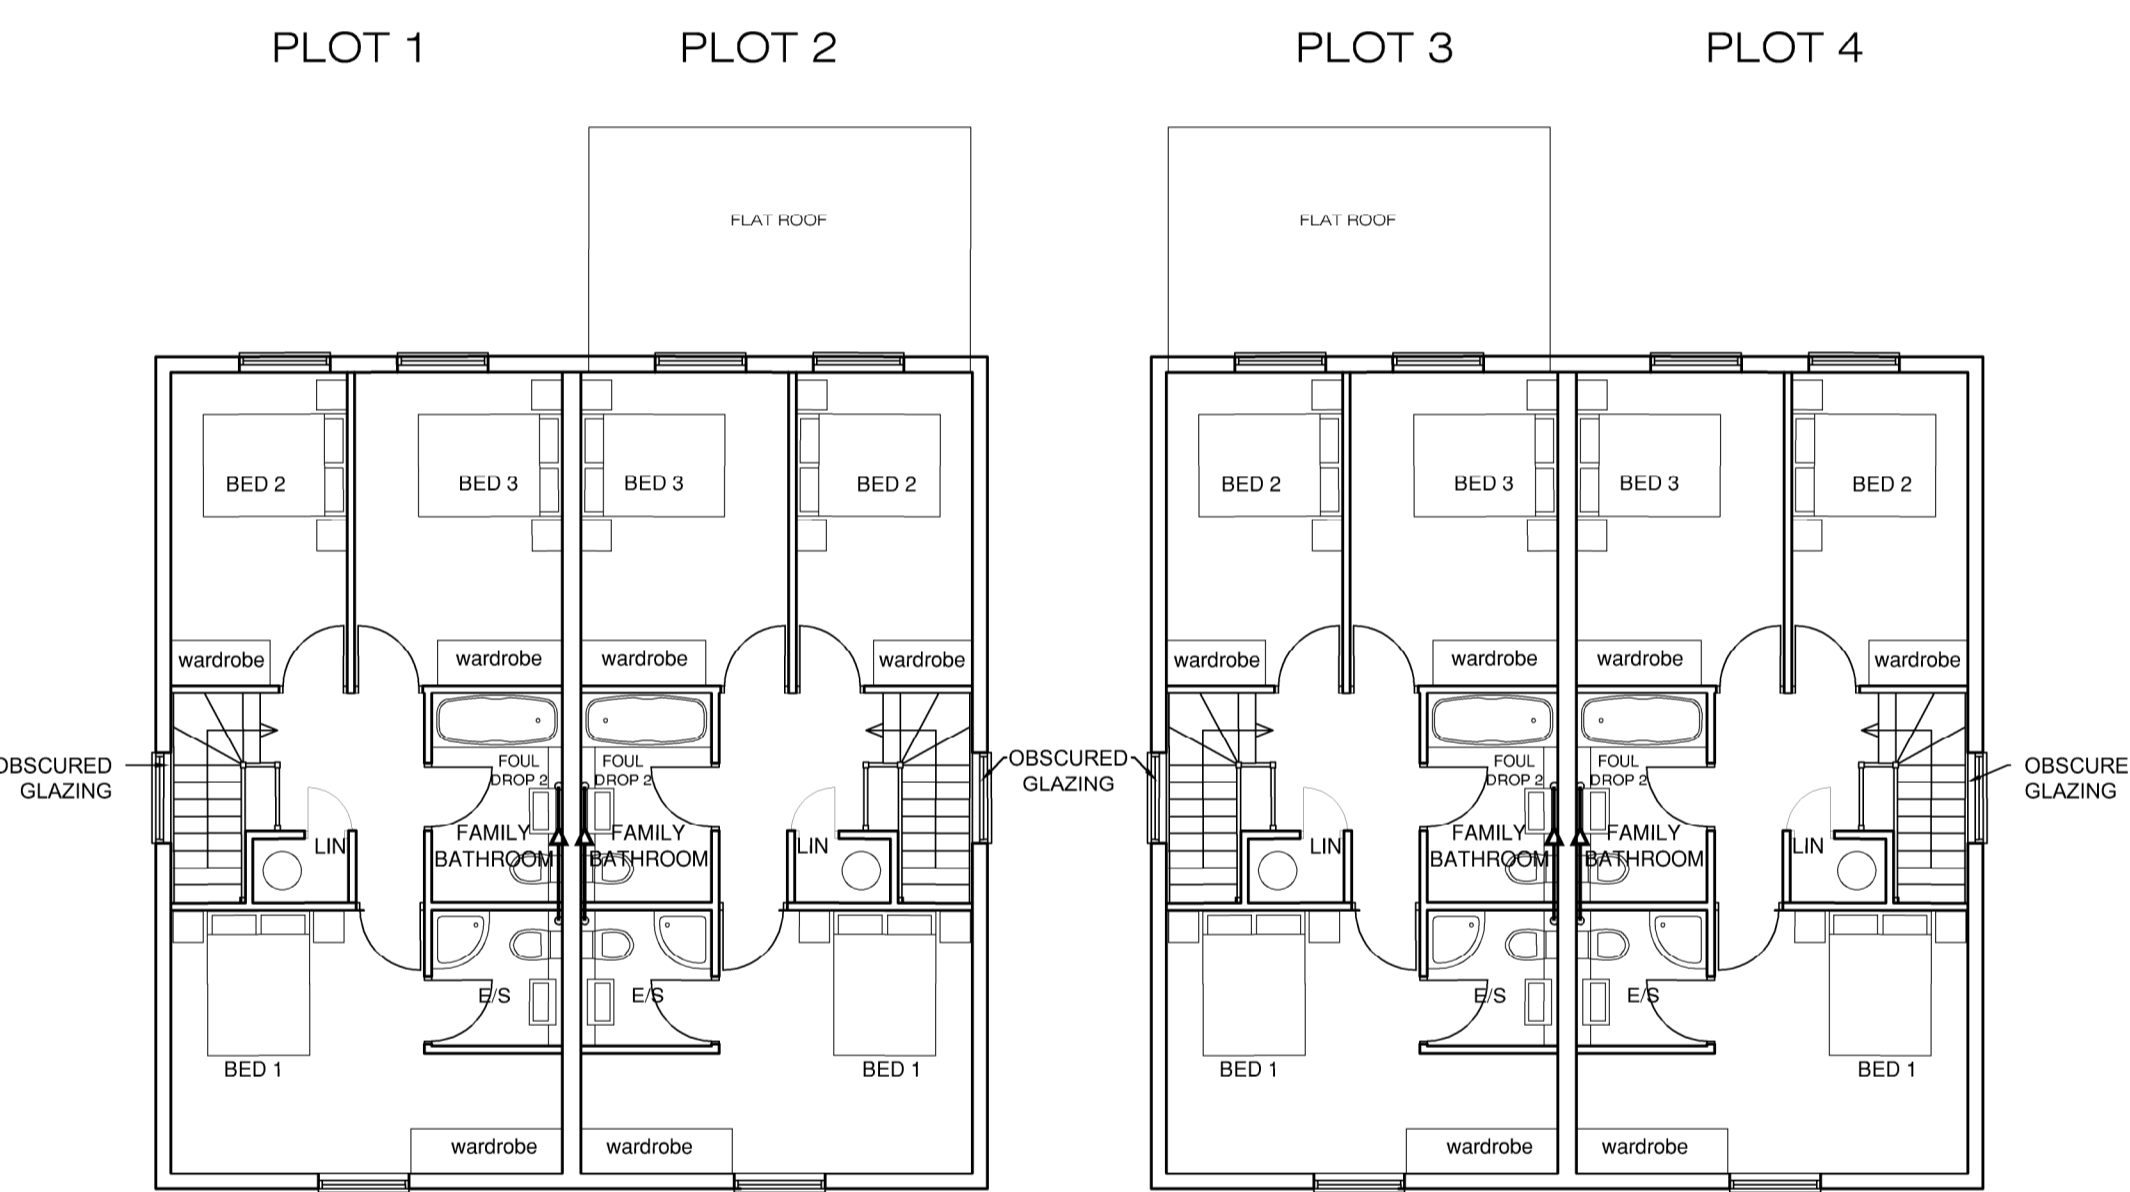 PLOT 1
PLOT 2
PLOT 3
PLOT 4
FLAT ROOF
FLAT ROOF
BED 2
BED 3
BED 3
BED 2
BED 2
BED 3
BED 3
BED 2
wardrobe
wardrobe
wardrobe
wardrobe
wardrobe
wardrobe
wardrobe
wardrobe
OBSCURED
GLAZING
FOUL
DROP 2
FOUL
DROP 2
OBSCURED
GLAZING
FOUL
DROP 2
FOUL
DROP 2
OBSCURE
GLAZING
LIN
FAMILY
BATHROOM
FAMILY
BATHROOM
LIN
LIN
FAMILY
BATHROOM
FAMILY
BATHROOM
LIN
E/S
E/S
E/S
E/S
BED 1
BED 1
BED 1
BED 1
wardrobe
wardrobe
wardrobe
wardrobe